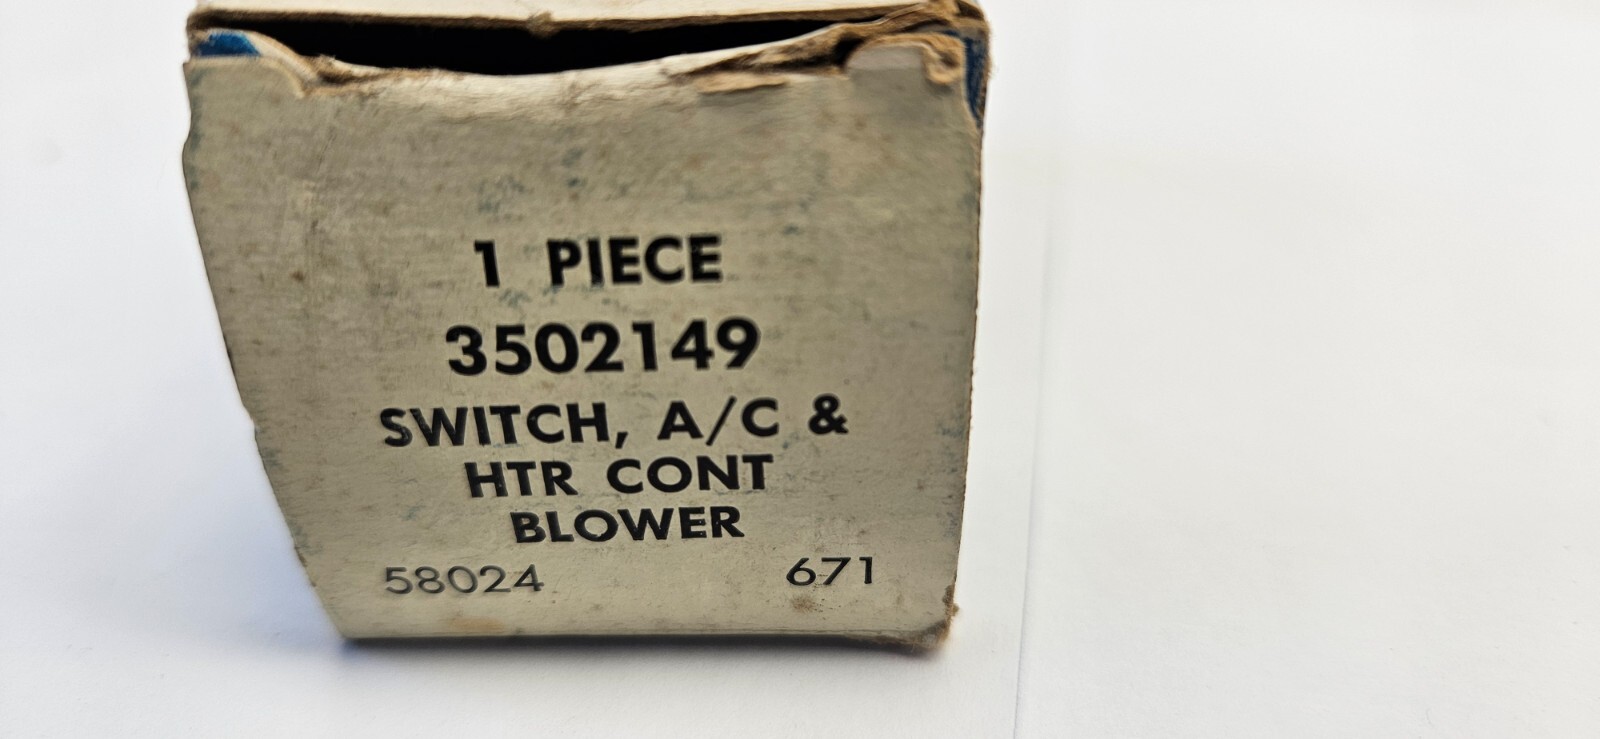 1 PIECE
3502149
SWITCH, A/C &
HTR CONT
BLOWER
58024 671